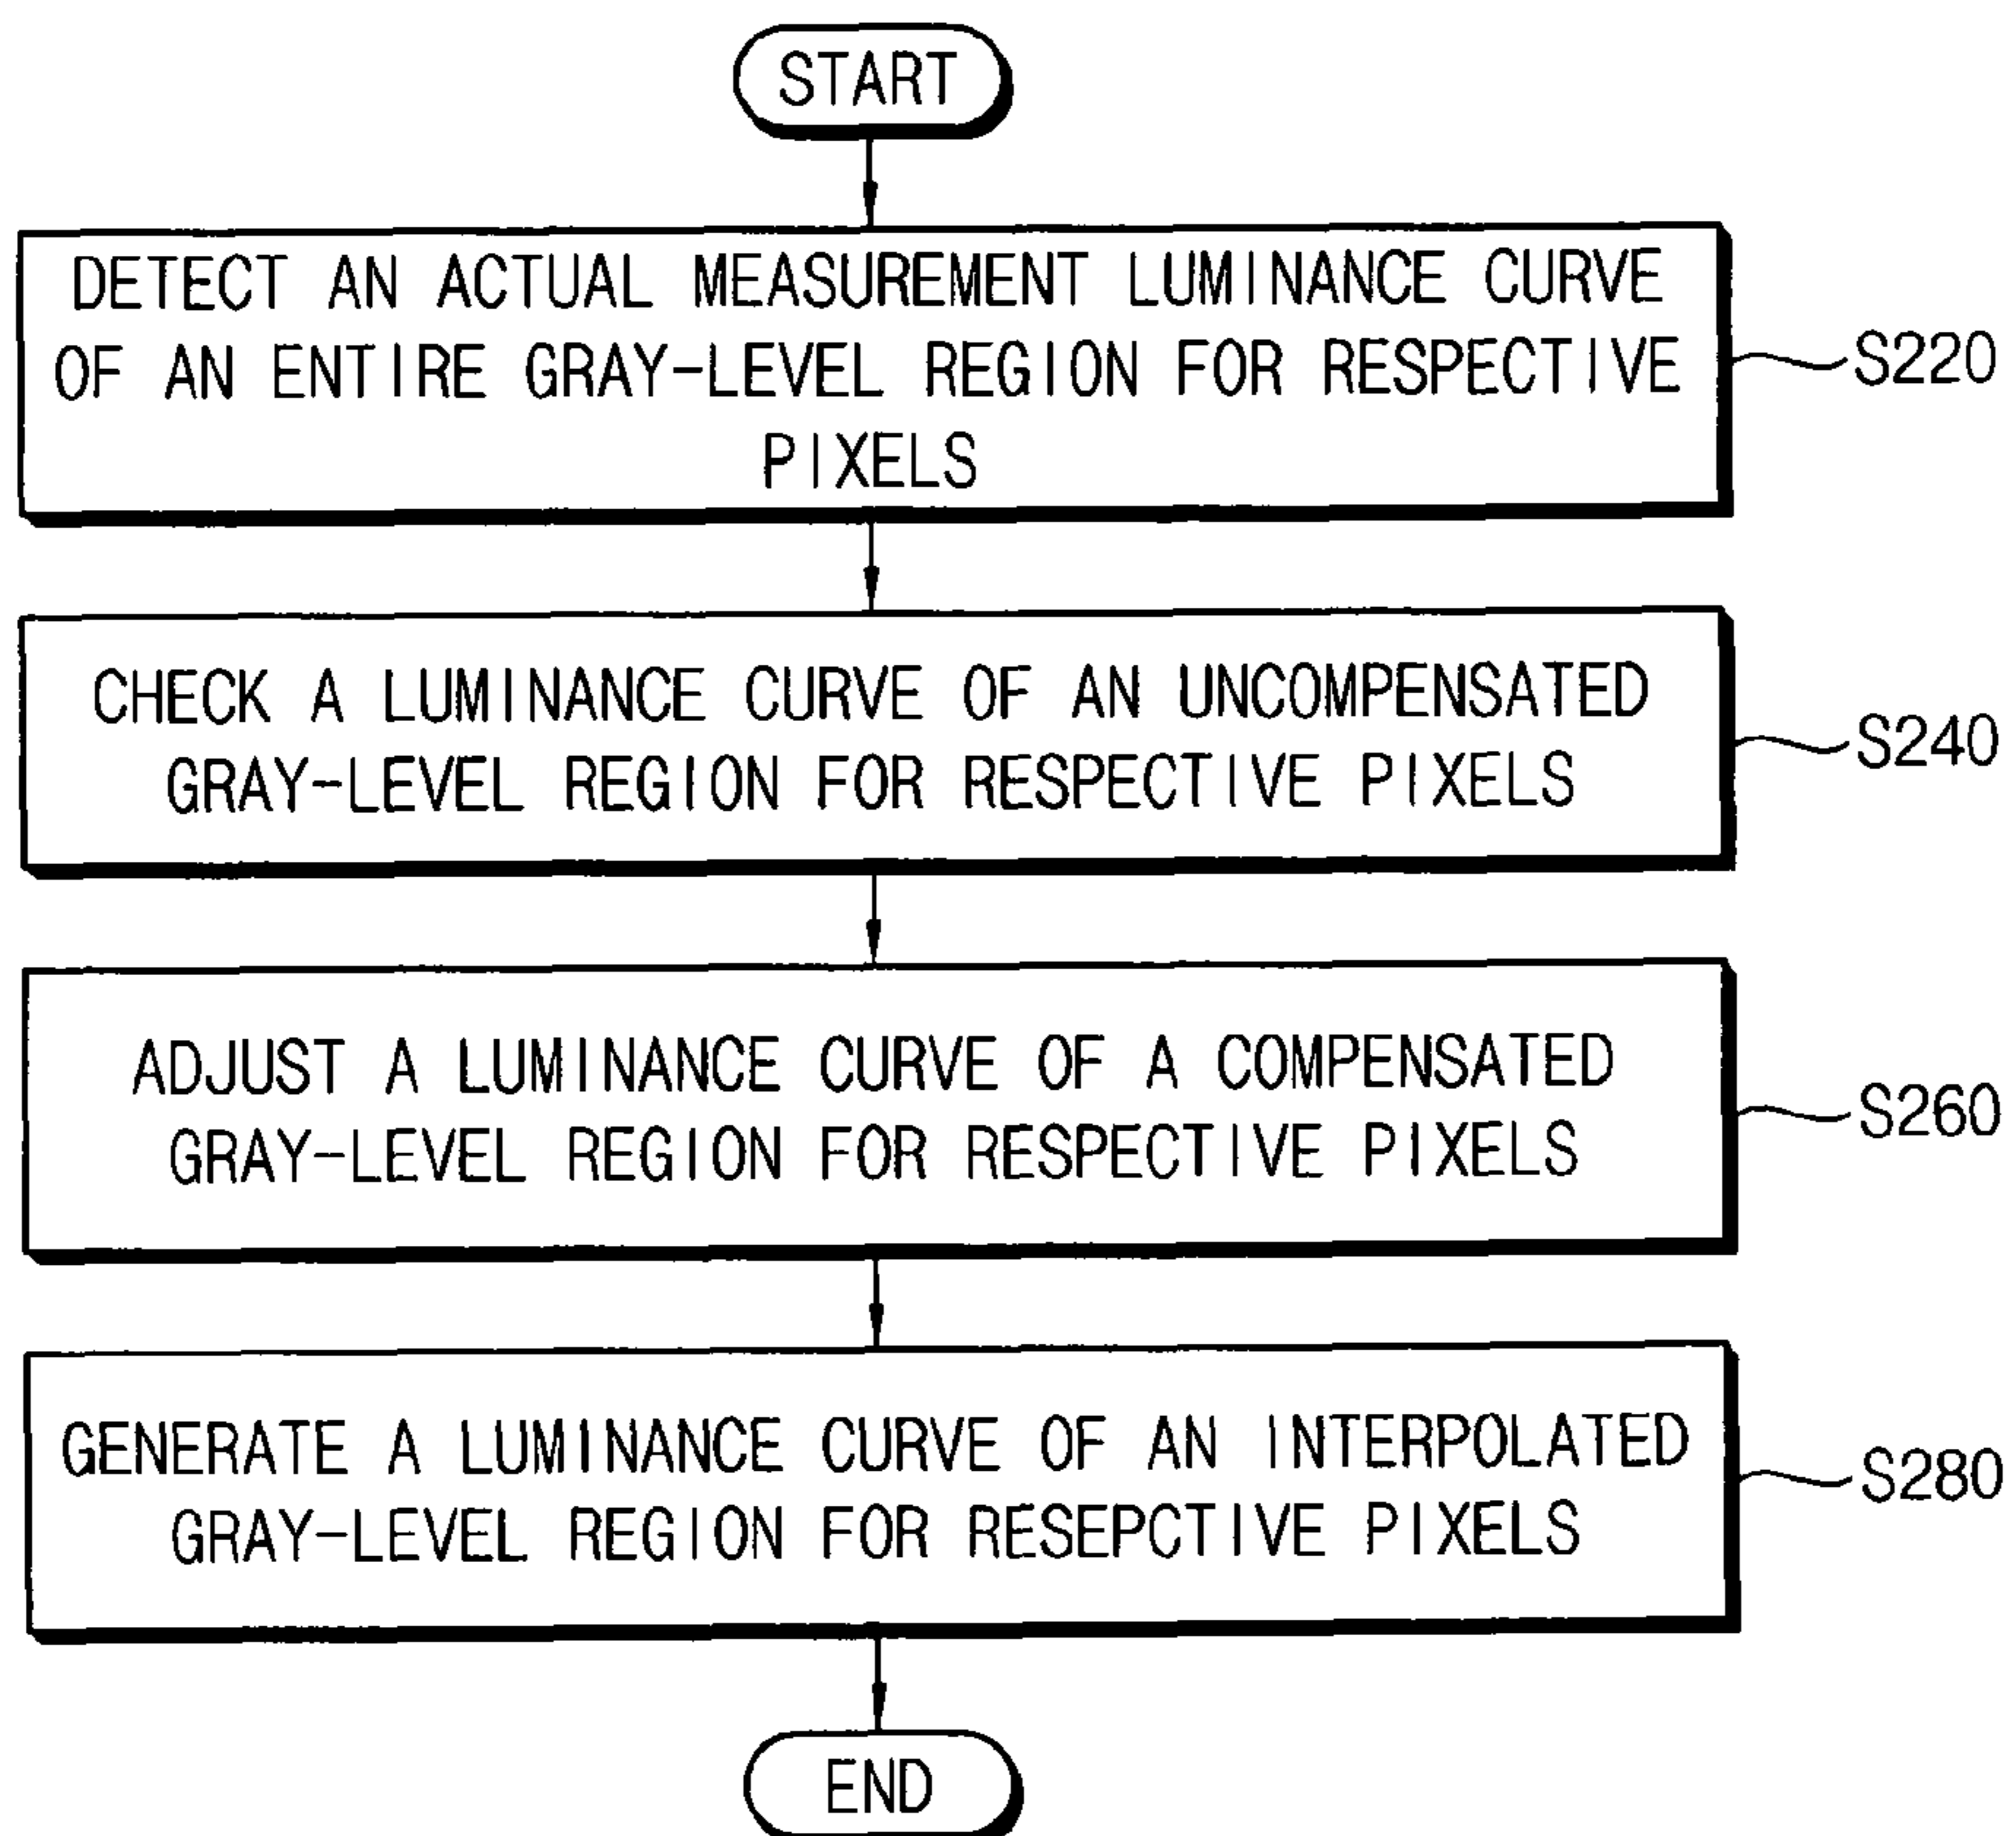 START
DETECT AN ACTUAL MEASUREMENT LUMINANCE CURVE
OF AN ENTIRE GRAY-LEVEL REGION FOR RESPECTIVE
PIXELS
S220
CHECK A LUMINANCE CURVE OF AN UNCOMPENSATED
GRAY-LEVEL REGION FOR RESPECTIVE PIXELS
S240
ADJUST A LUMINANCE CURVE OF A COMPENSATED
GRAY-LEVEL REGION FOR RESPECTIVE PIXELS
S260
GENERATE A LUMINANCE CURVE OF AN INTERPOLATED
GRAY-LEVEL REGION FOR RESEPCTIVE PIXELS
S280
END